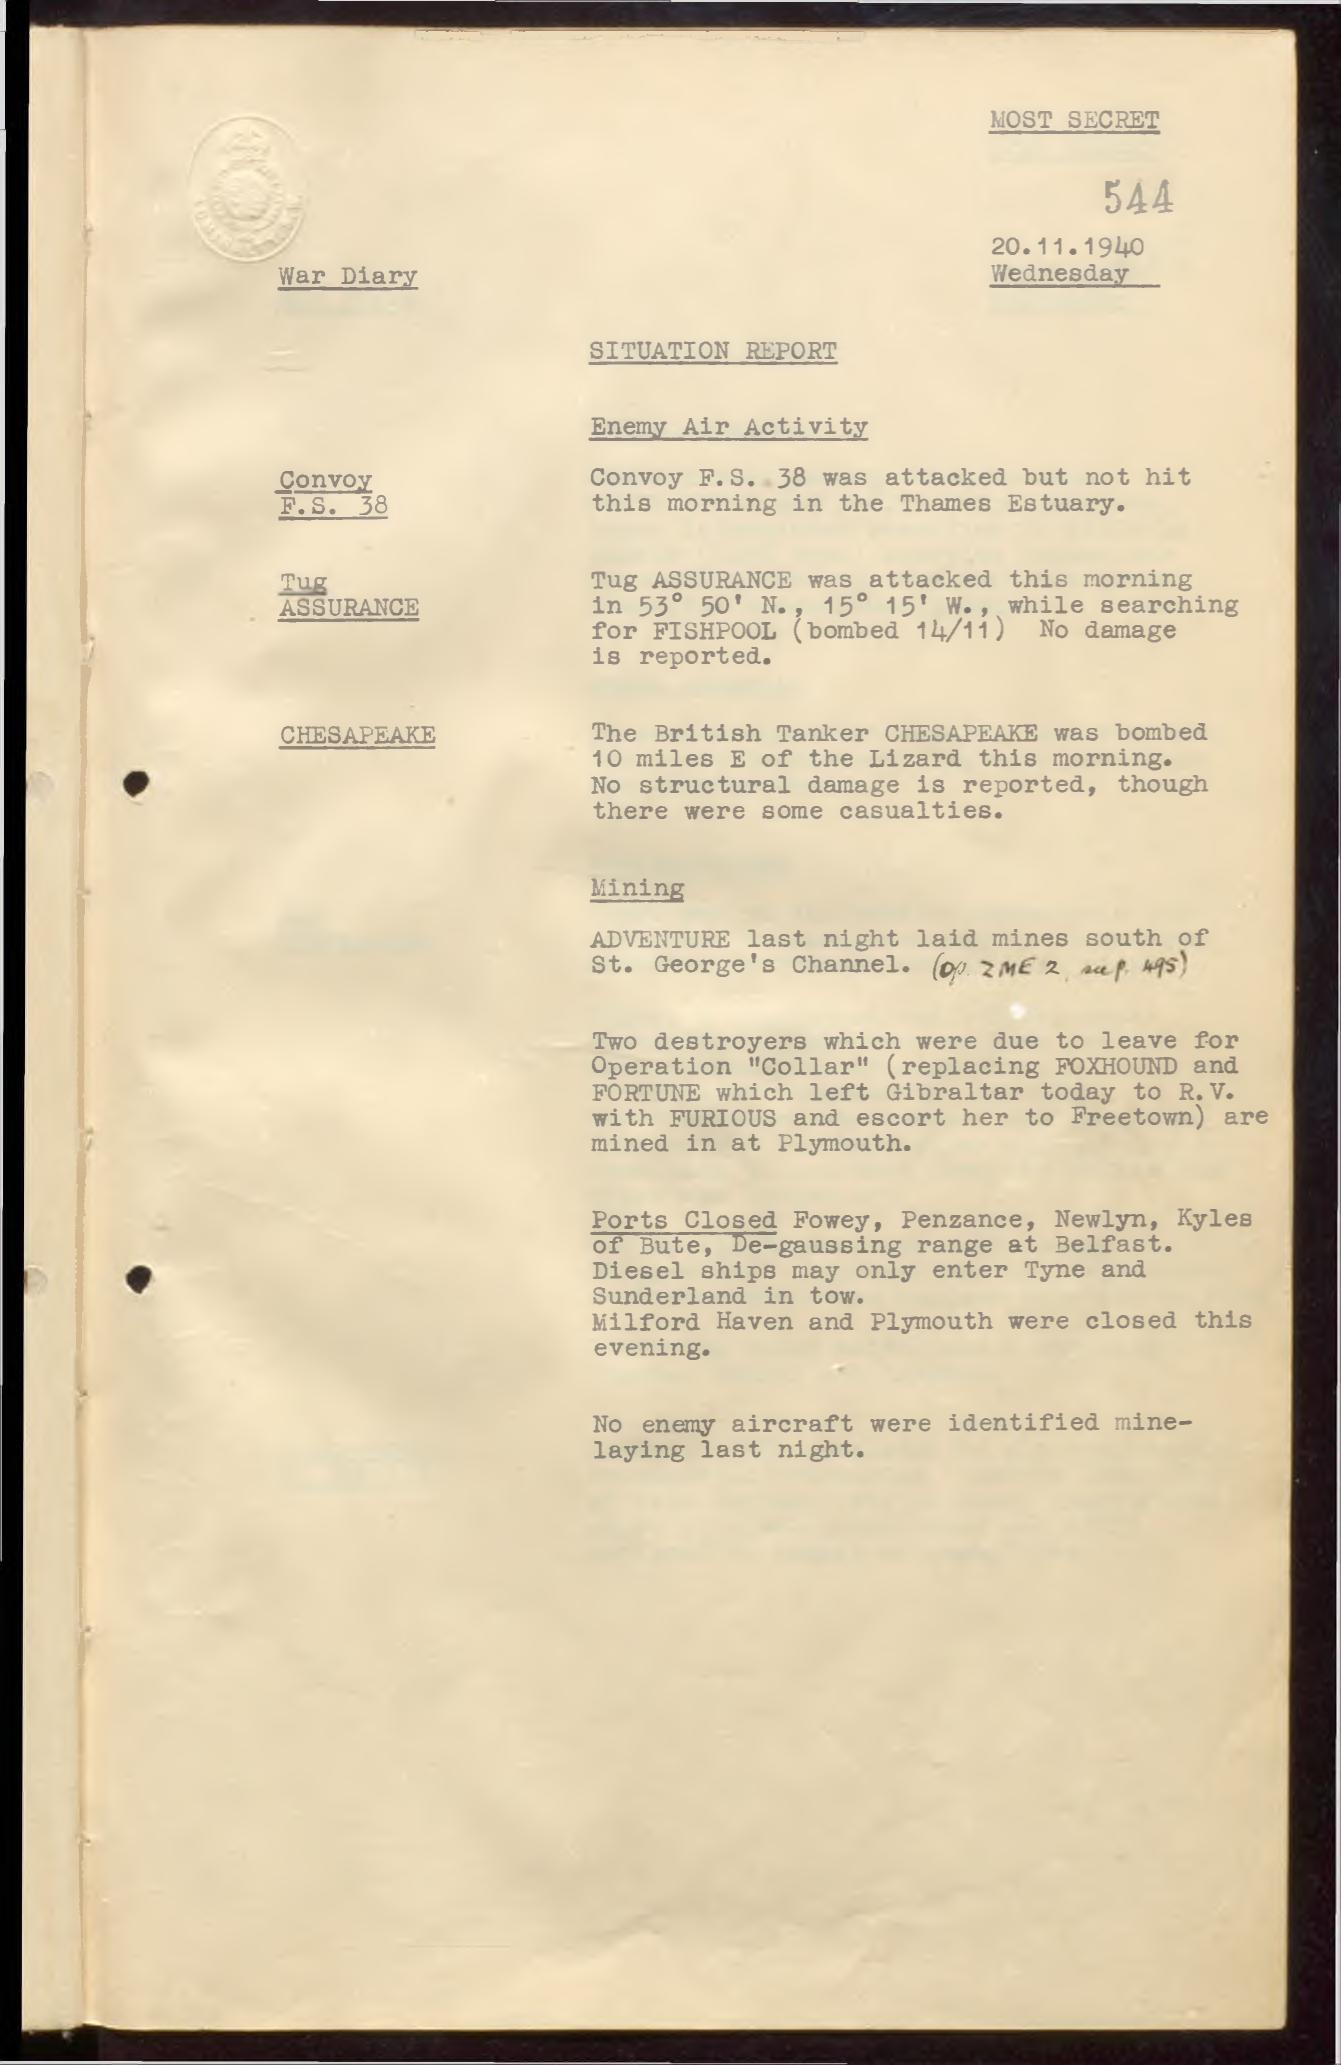 MOST SECRET
544
20.11.1940
Wednesday
War Diary
SITUATION REPORT
Enemy Air Activity
Convoy
F.S. 38
Convoy F.S. 38 was attacked but not hit
this morning in the Thames Estuary.
Tug
ASSURANCE
Tug ASSURANCE was attacked this morning
in 53° 50' N., 15° 15' W., while searching
for FISHPOOL (bombed 14/11) No damage
is reported.
CHESAPEAKE
The British Tanker CHESAPEAKE was bombed
10 miles E of the Lizard this morning.
No structural damage is reported, though
there were some casualties.
Mining
ADVENTURE last night laid mines south of
St. George's Channel. (Op. ZME 2, see p. 495)
Two destroyers which were due to leave for
Operation "Collar" (replacing FOXHOUND and
FORTUNE which left Gibraltar today to R.V.
with FURIOUS and escort her to Freetown) are
mined in at Plymouth.
Ports Closed Fowey, Penzance, Newlyn, Kyles
of Bute, De-gaussing range at Belfast.
Diesel ships may only enter Tyne and
Sunderland in tow.
Milford Haven and Plymouth were closed this
evening.
No enemy aircraft were identified mine-
laying last night.